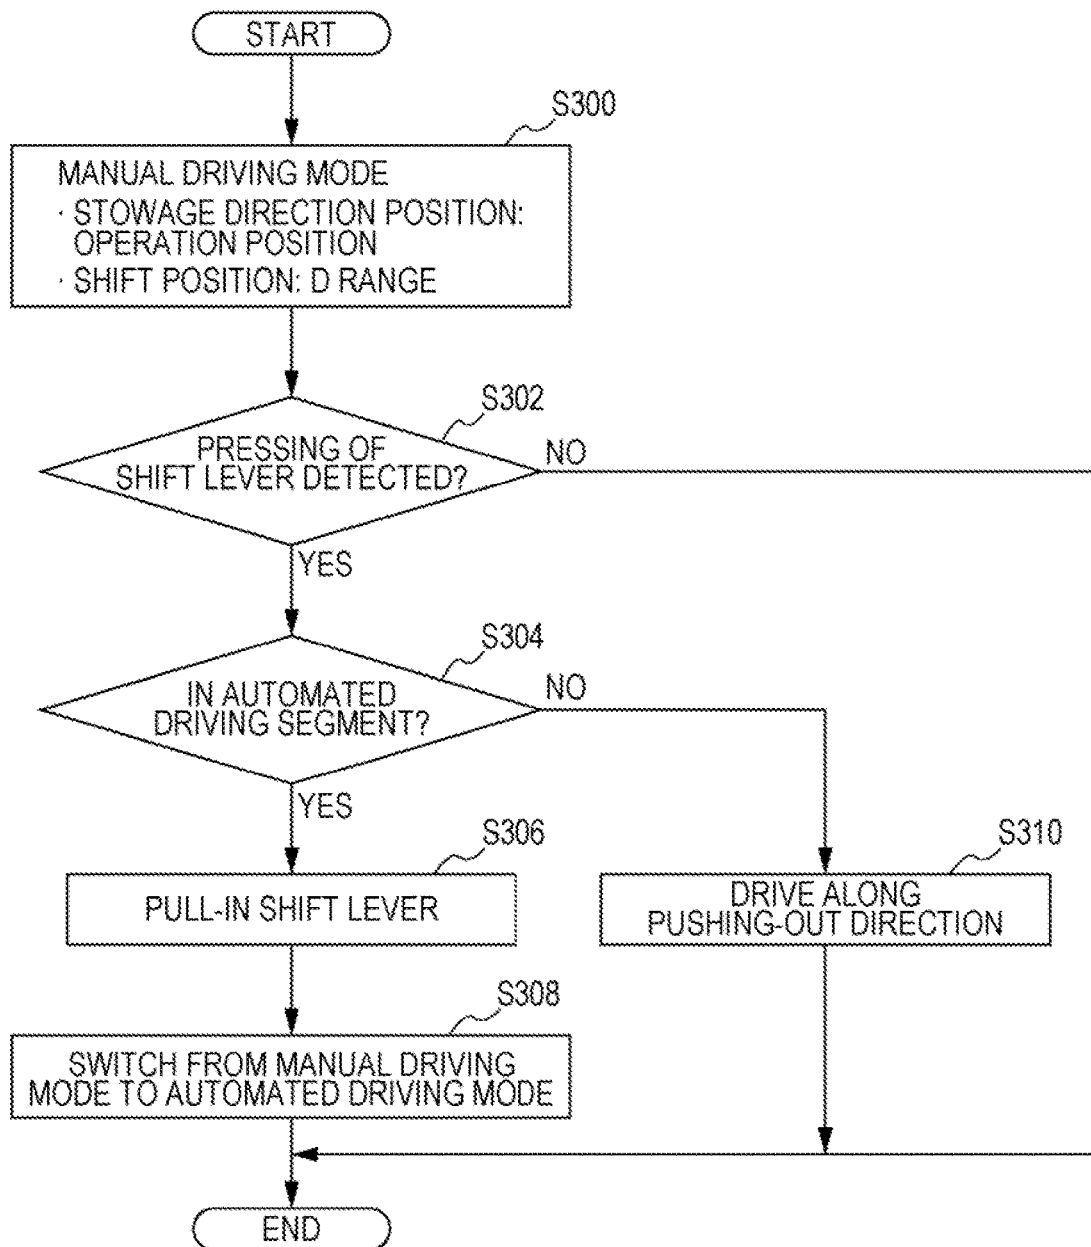 START
S300
MANUAL DRIVING MODE
· STOWAGE DIRECTION POSITION:
OPERATION POSITION
· SHIFT POSITION: D RANGE
S302
PRESSING OF
SHIFT LEVER DETECTED?
NO
YES
S304
IN AUTOMATED
DRIVING SEGMENT?
NO
YES
S306
PULL-IN SHIFT LEVER
S310
DRIVE ALONG
PUSHING-OUT DIRECTION
S308
SWITCH FROM MANUAL DRIVING
MODE TO AUTOMATED DRIVING MODE
END